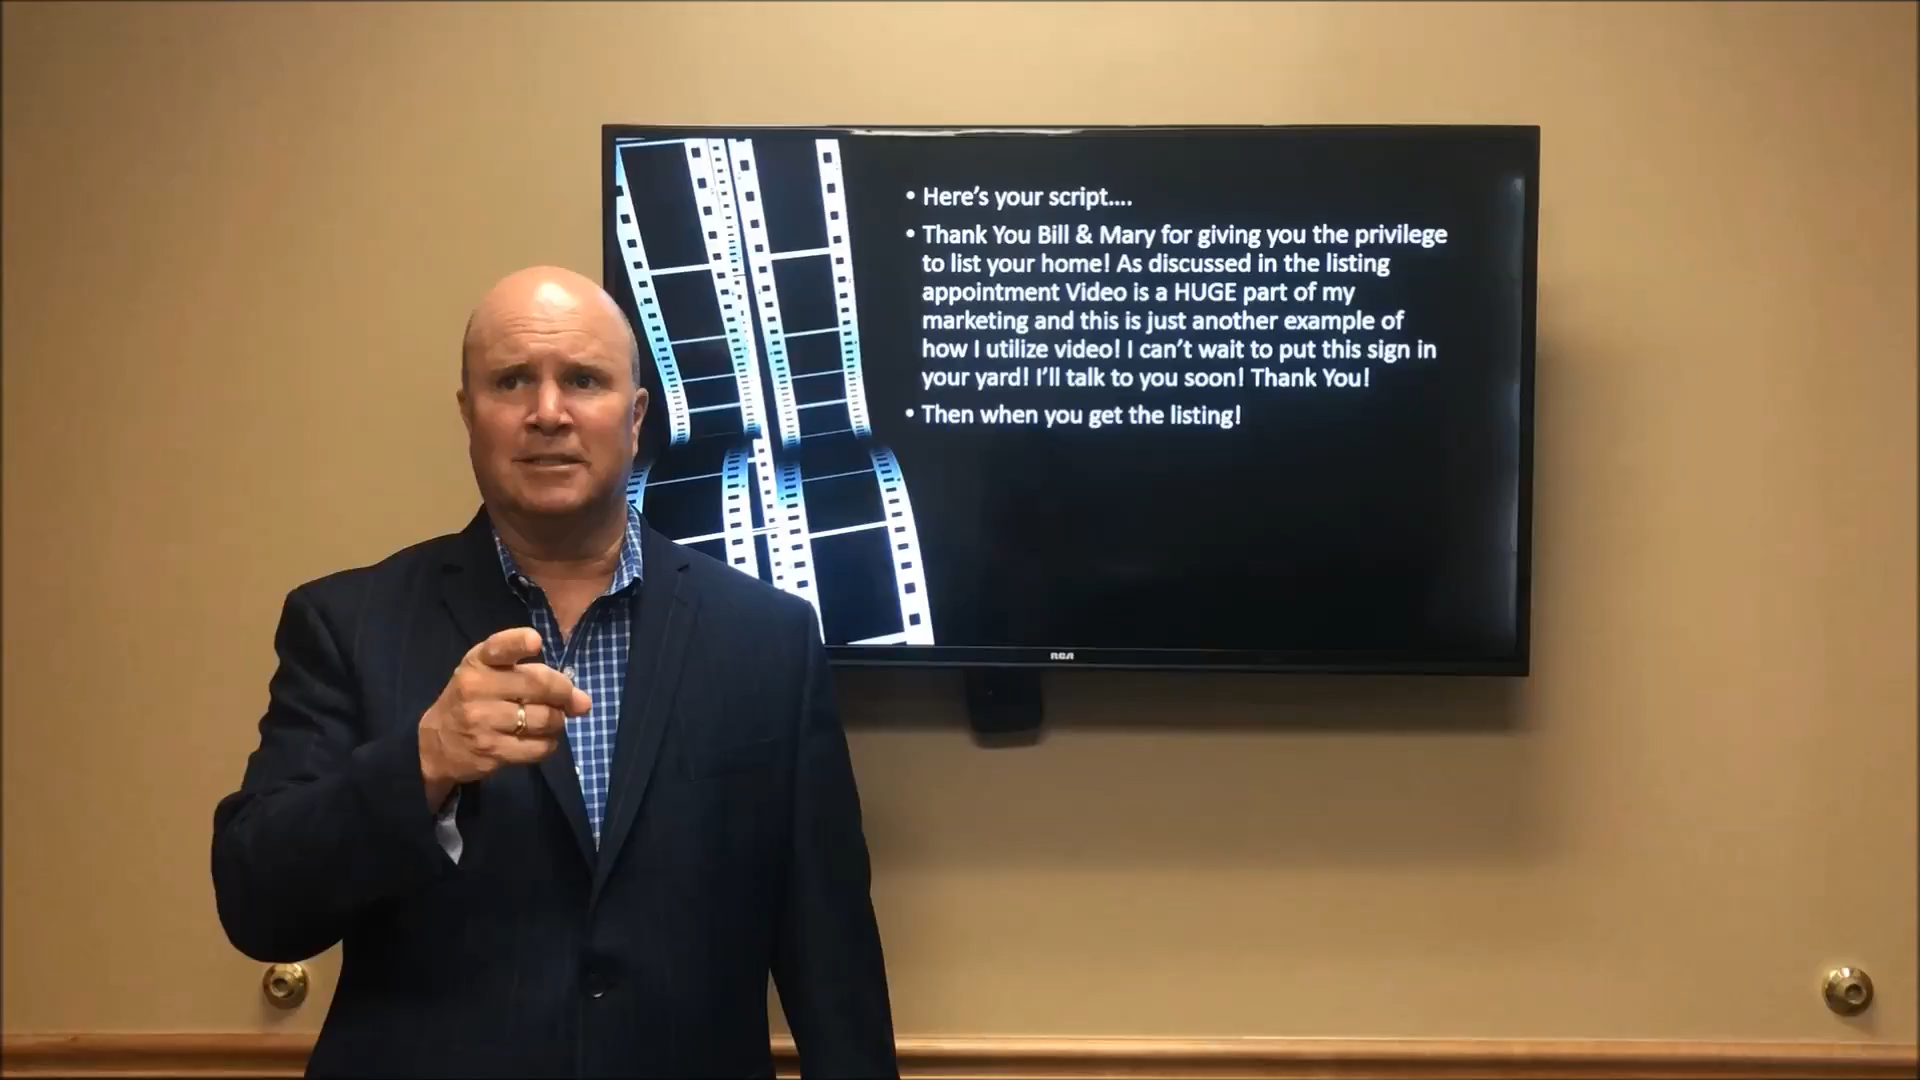 • Here's your script....
• Thank You Bill & Mary for giving you the privilege
to list your home! As discussed in the listing
appointment Video is a HUGE part of my
marketing and this is just another example of
how I utilize video! I can't wait to put this sign in
your yard! I'll talk to you soon! Thank You!
• Then when you get the listing!
RCA